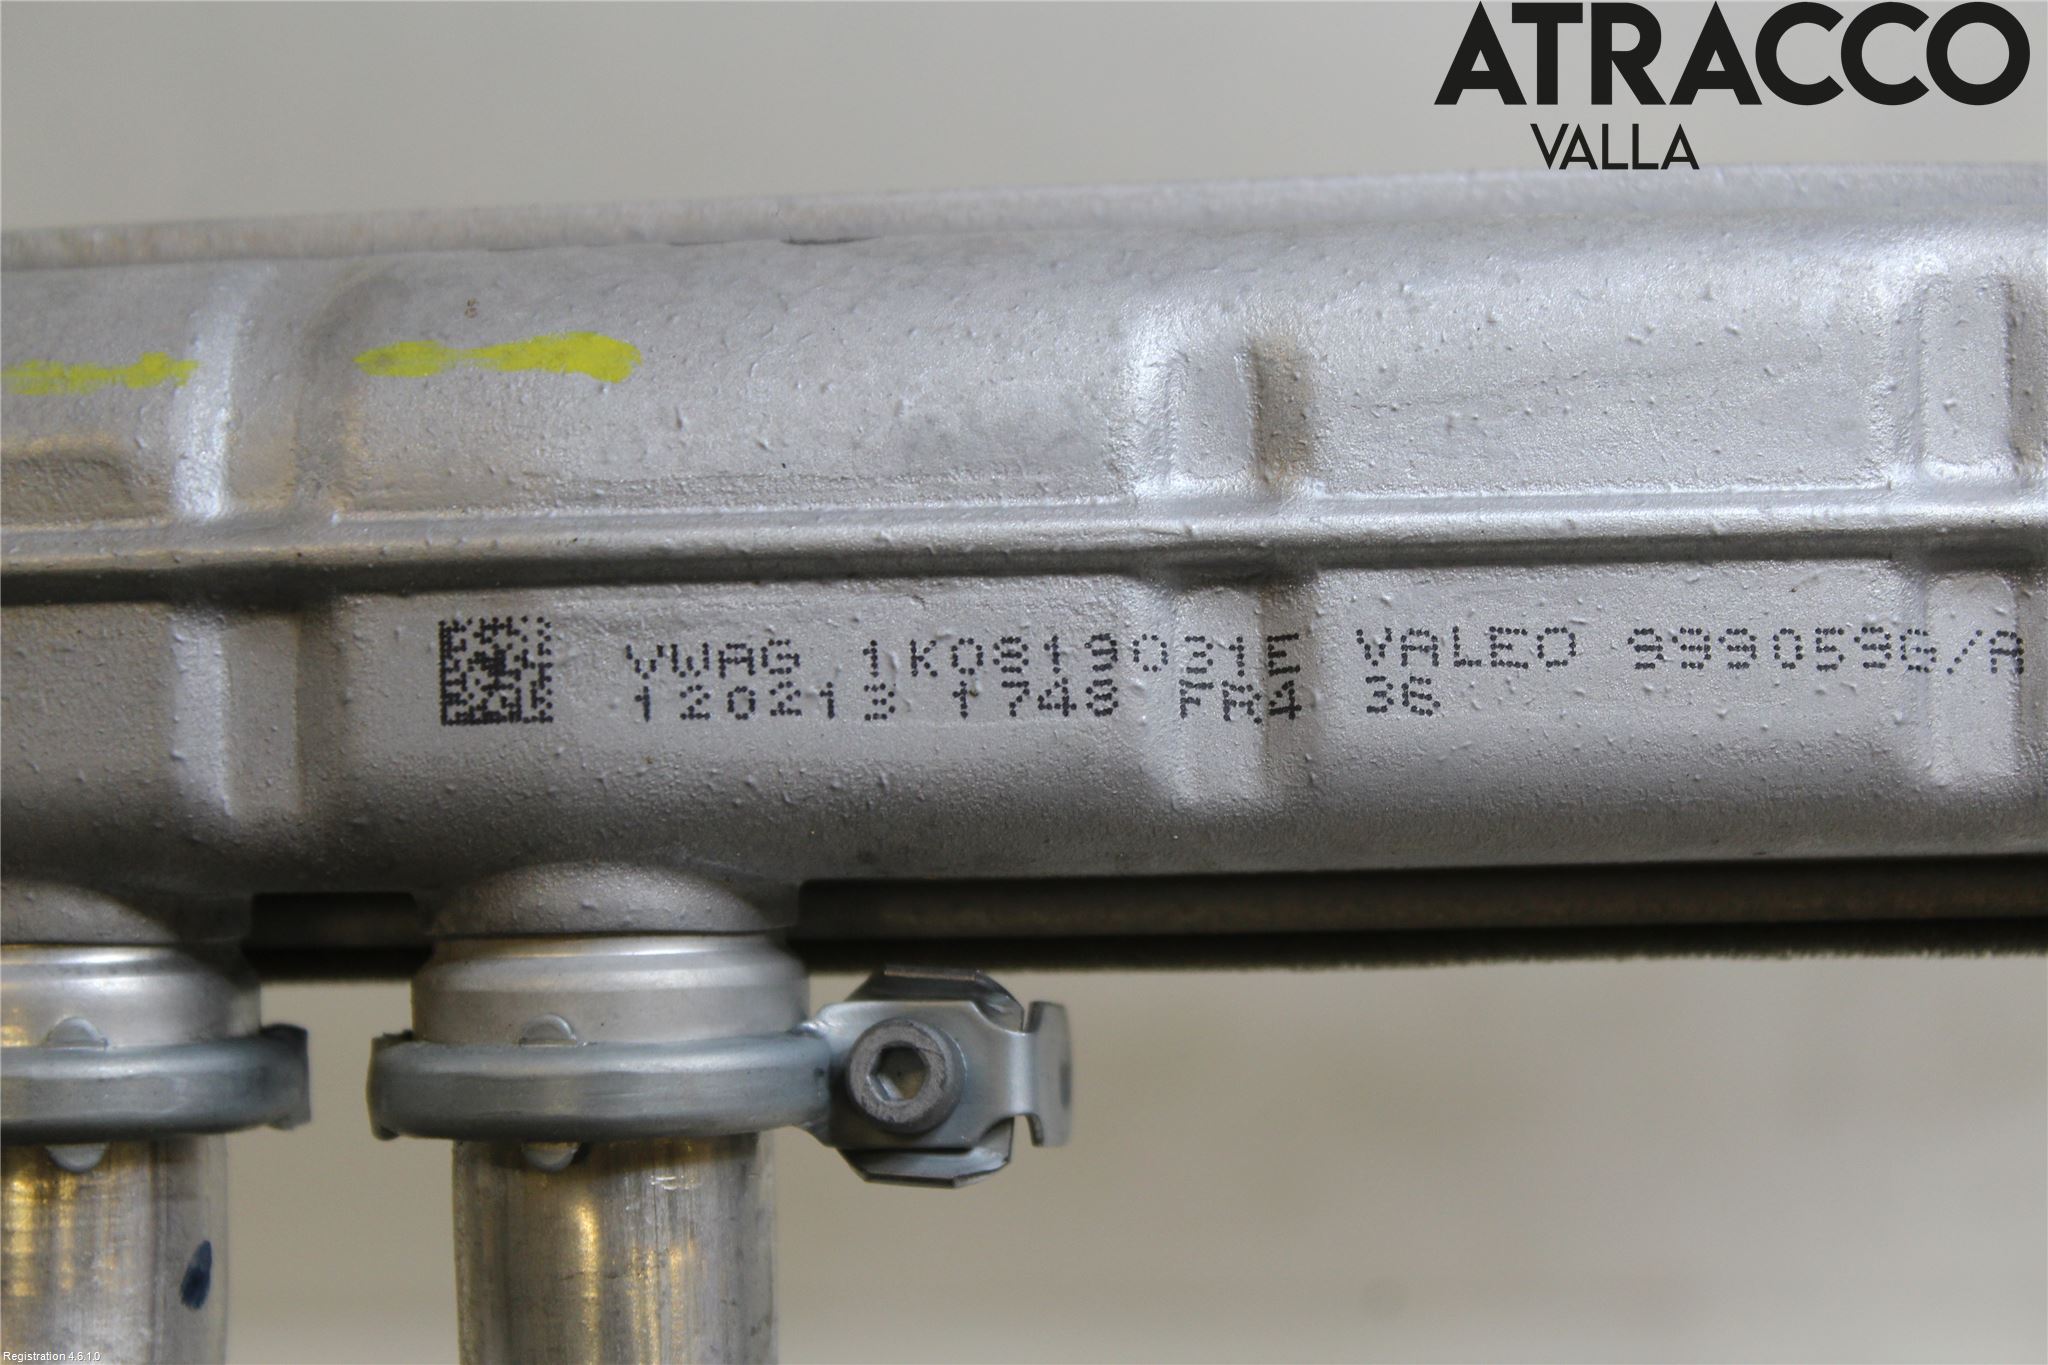 ATRACCO
VALLA
VWAG 1K0819031E VALEO 9990596/A
120213 1748 FR4 36
Registration 4.6.1.0